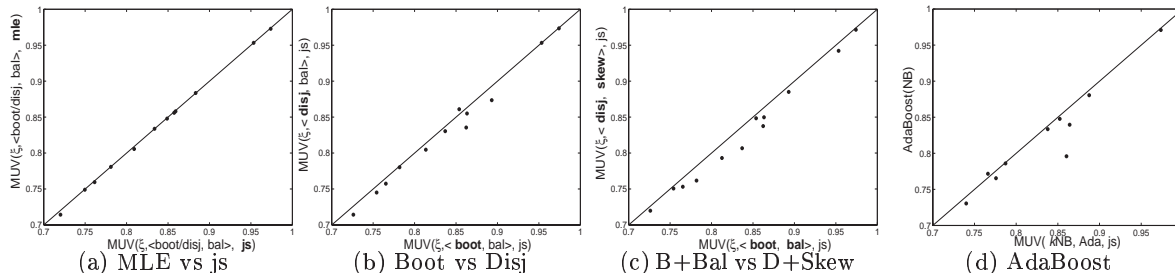 MUV(ξ,<boot/disj, bal>, mle)
1
0.95
0.9
0.85
0.8
0.75
0.7
0.7 0.75 0.8 0.85 0.9 0.95 1
MUV(ξ,<boot/disj, bal>, js)
(a) MLE vs js
MUV(ξ,< disj, bal>, js)
1
0.95
0.9
0.85
0.8
0.75
0.7
0.7 0.75 0.8 0.85 0.9 0.95 1
MUV(ξ,< boot, bal>, js)
(b) Boot vs Disj
MUV(ξ,< disj, skew>, js)
1
0.95
0.9
0.85
0.8
0.75
0.7
0.7 0.75 0.8 0.85 0.9 0.95 1
MUV(ξ,< boot, bal>, js)
(c) B+Bal vs D+Skew
AdaBoost(NB)
1
0.95
0.9
0.85
0.8
0.75
0.7
0.7 0.75 0.8 0.85 0.9 0.95 1
MUV( kNB, Ada, js)
(d) AdaBoost